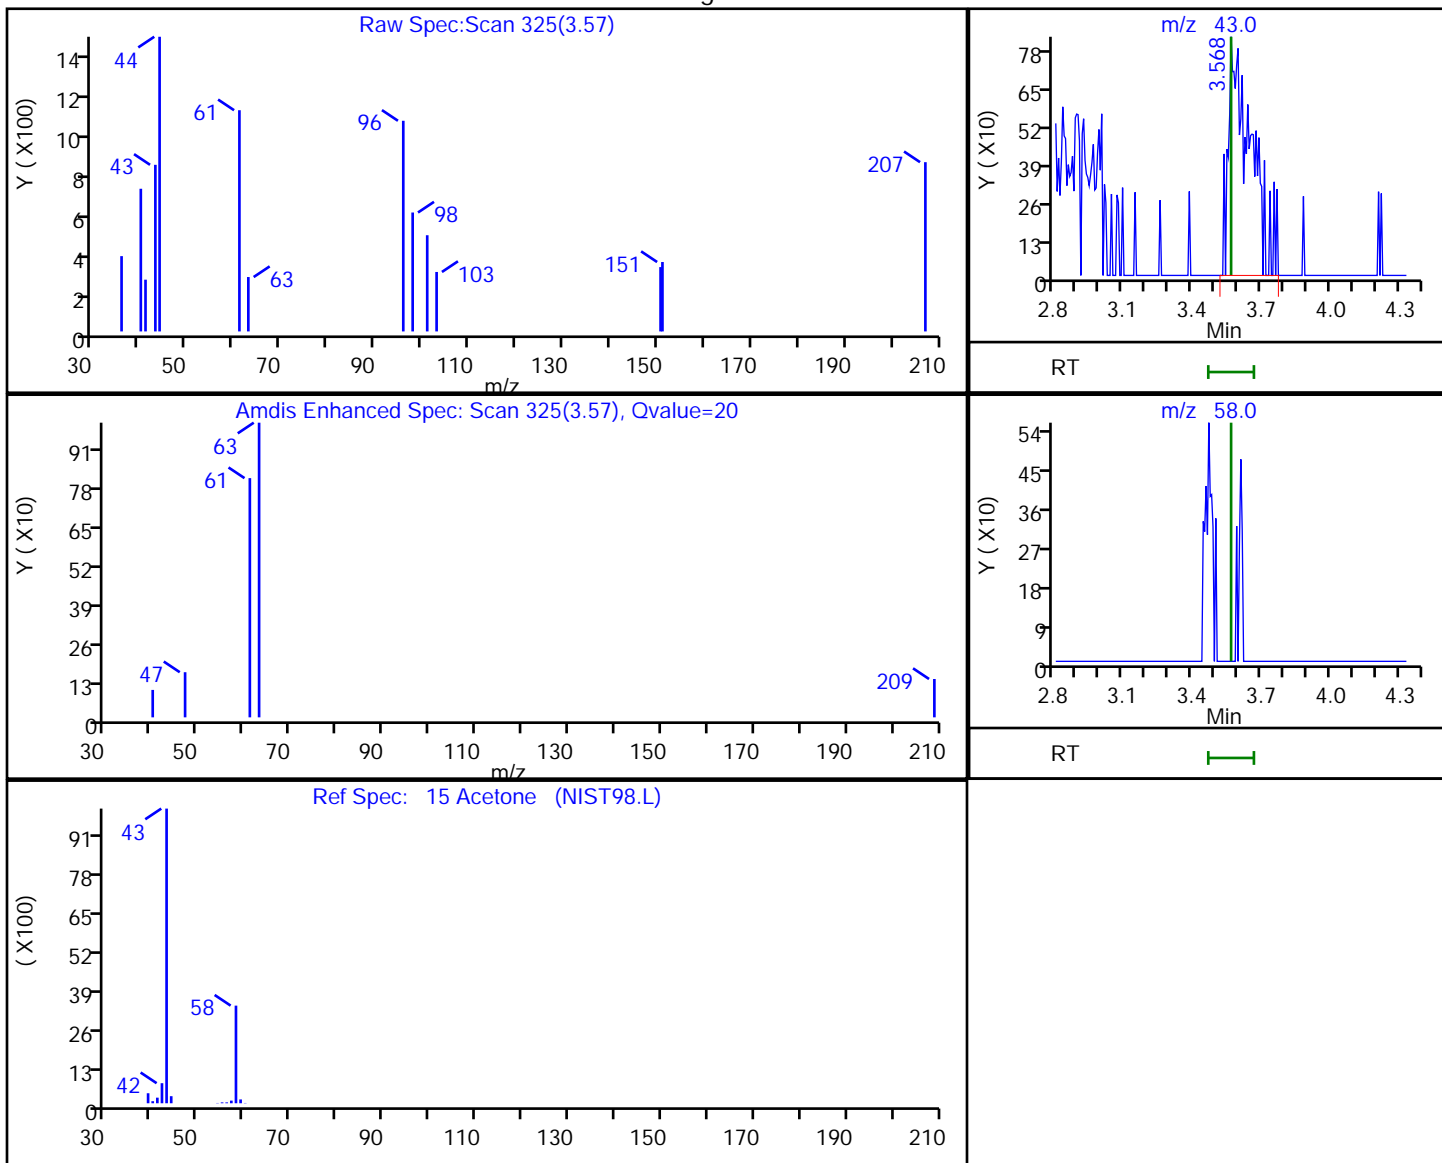 Raw Spec:Scan 325(3.57)
Y ( X100)
14
12
10
8
6
4
2
0
44
43
61
63
96
98
103
151
207
30 50 70 90 110 130 150 170 190 210
m/z
m/z 43.0
Y ( X10)
78
65
52
39
26
13
0
3.568
2.8 3.1 3.4 3.7 4.0 4.3
Min
RT
Amdis Enhanced Spec: Scan 325(3.57), Qvalue=20
Y ( X10)
91
78
65
52
39
26
13
0
63
61
47
209
30 50 70 90 110 130 150 170 190 210
m/z
m/z 58.0
Y ( X10)
54
45
36
27
18
9
0
2.8 3.1 3.4 3.7 4.0 4.3
Min
RT
Ref Spec: 15 Acetone (NIST98.L)
( X100)
91
78
65
52
39
26
13
0
43
58
42
30 50 70 90 110 130 150 170 190 210